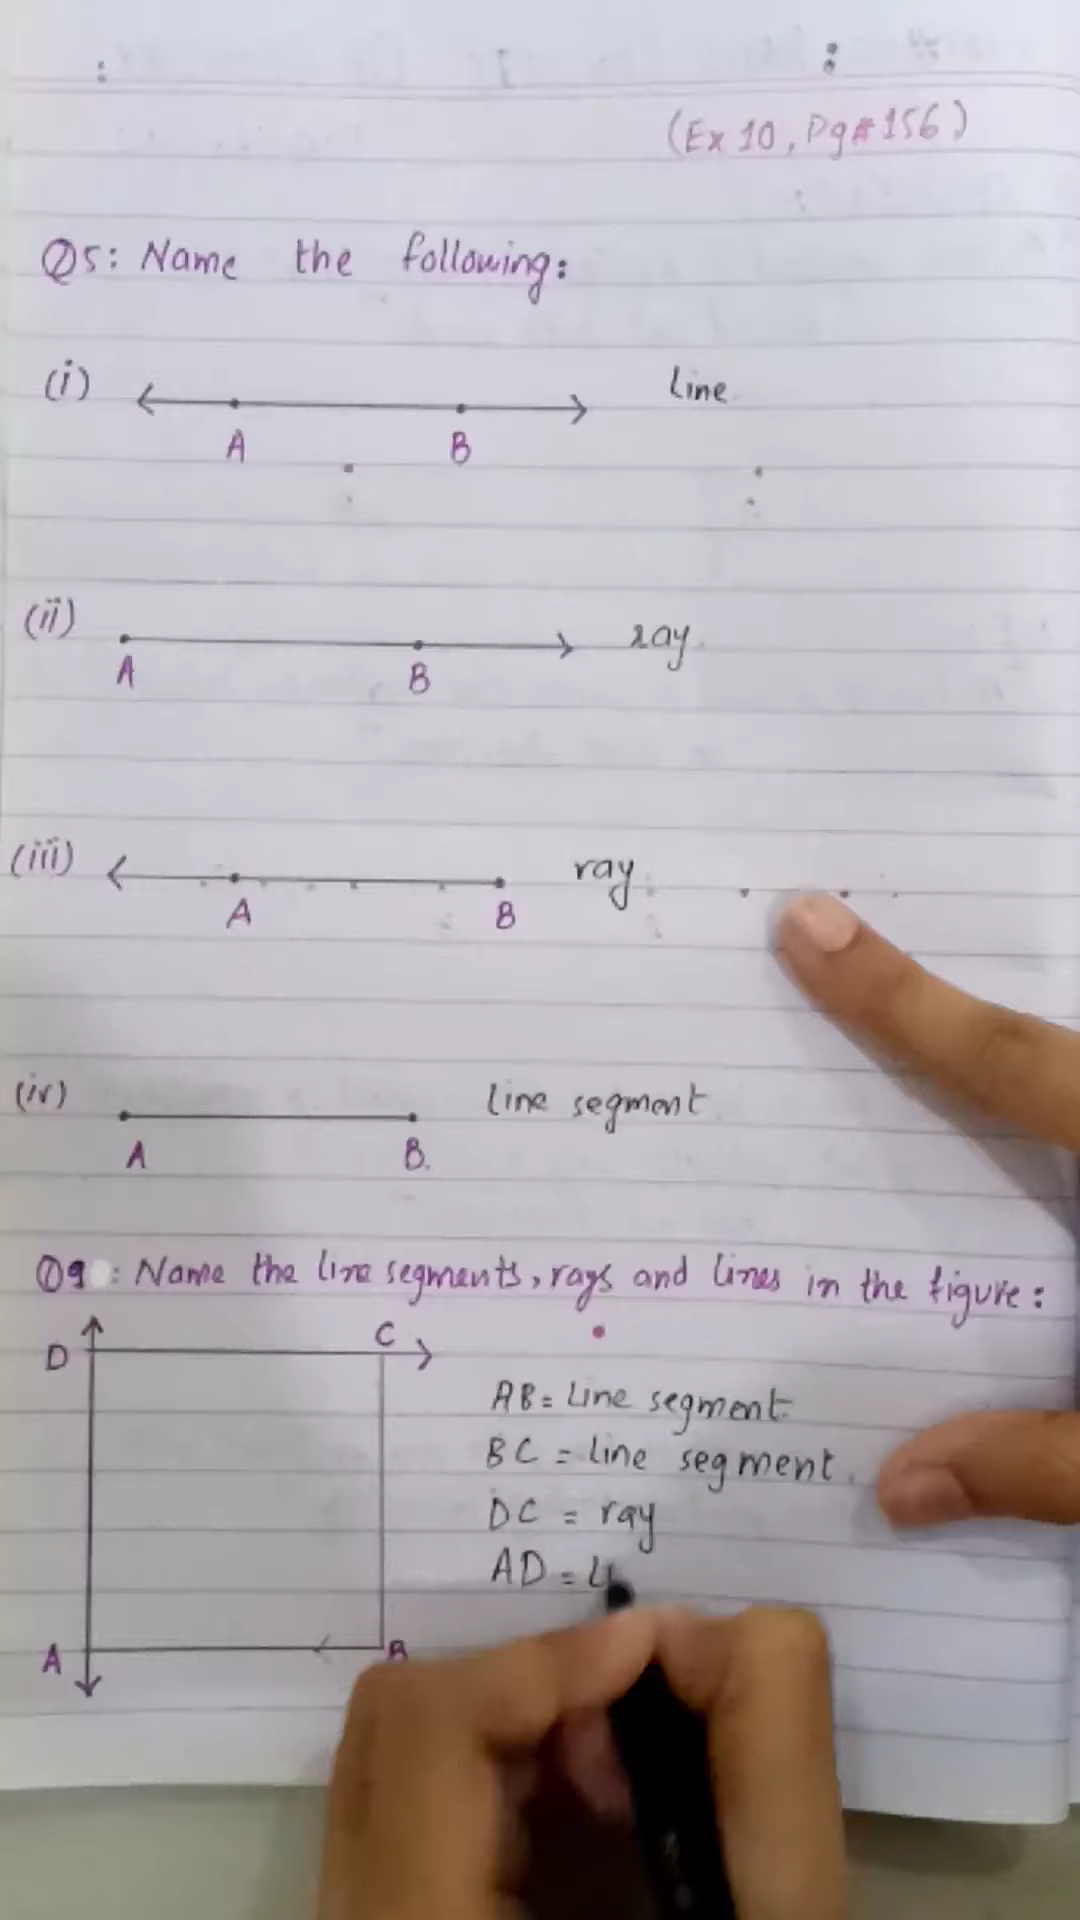 (Ex 10, Pg# 156)
Q5: Name the following:
(i) Line
A B
(ii) ray.
A B
(iii) ray.
A B
(iv) line segment
A B.
Q9: Name the line segments, rays and lines in the figure:
D C
AB = Line segment.
BC = line segment.
DC = ray
AD =
A B